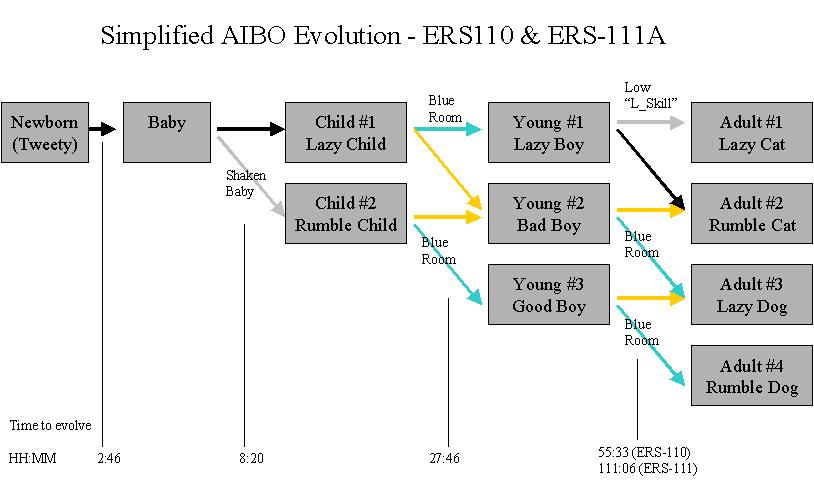 Simplified AIBO Evolution - ERS110 & ERS-111A
Newborn
(Tweety)
Baby
Shaken
Baby
Child #1
Lazy Child
Child #2
Rumble Child
Blue
Room
Blue
Room
Young #1
Lazy Boy
Young #2
Bad Boy
Young #3
Good Boy
Low
“L_Skill”
Blue
Room
Blue
Room
Adult #1
Lazy Cat
Adult #2
Rumble Cat
Adult #3
Lazy Dog
Adult #4
Rumble Dog
Time to evolve
HH:MM
2:46
8:20
27:46
55:33 (ERS-110)
111:06 (ERS-111)